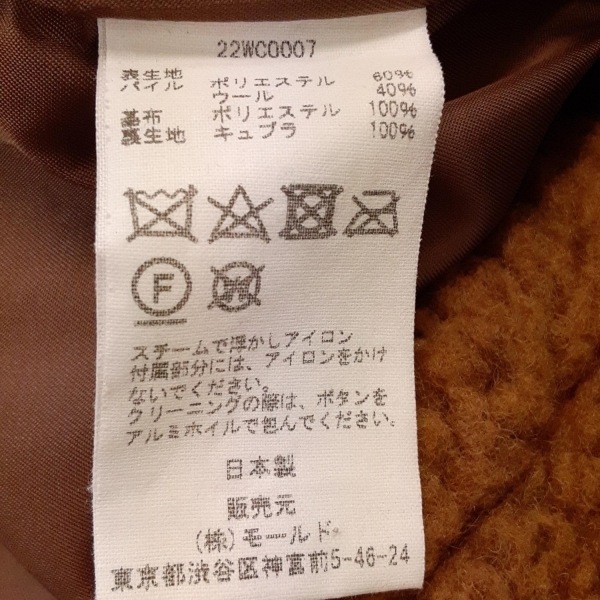 22WC0007
表生地
パイル ポリエステル 60%
ウール 40%
基布 ポリエステル 100%
裏生地 キュプラ 100%
F
W
スチームで浮かしアイロン
付属部分には、アイロンをかけ
ないでください。
クリーニングの際は、ボタンを
アルミホイルで包んでください。
日本製
販売元
(株)モールド
東京都渋谷区神宮前5-46-24